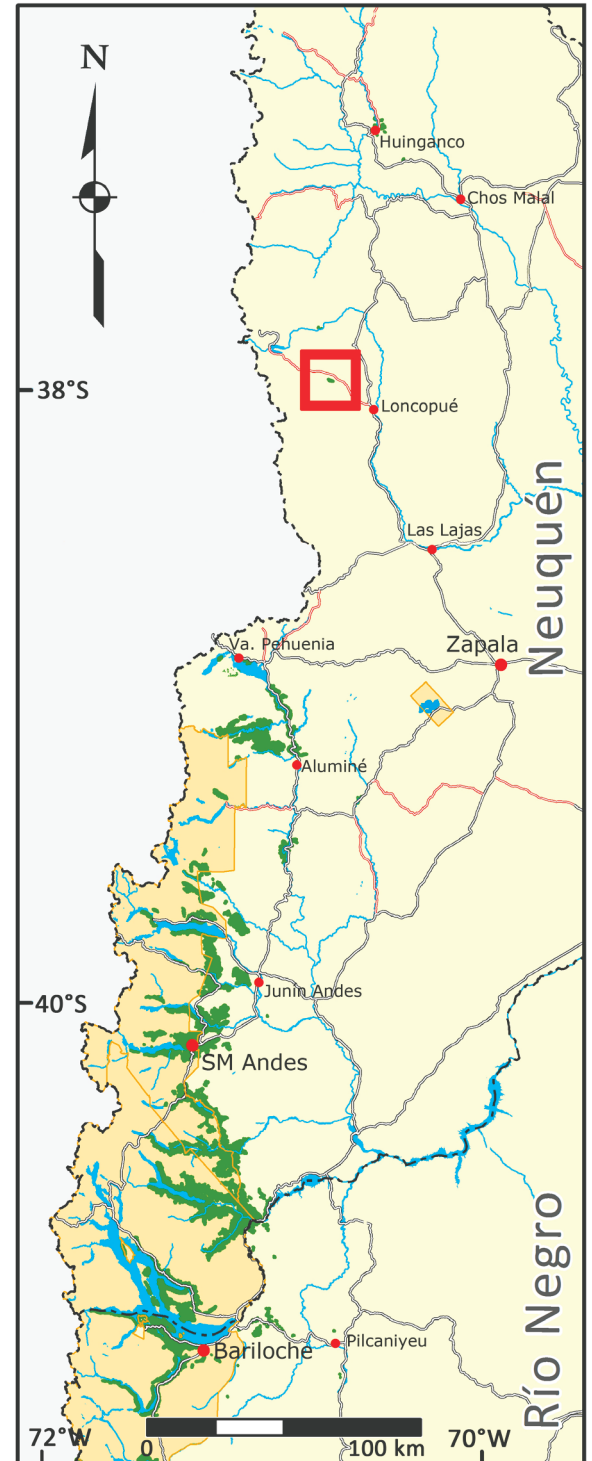 N
Huinganco
Chos Malal
38°S
Loncopué
Las Lajas
Neuquén
Va. Pehuenia
Zapala
Aluminé
Junín Andes
40°S
SM Andes
Río Negro
Pilcaniyeu
Bariloche
72°W
0
100 km
70°W